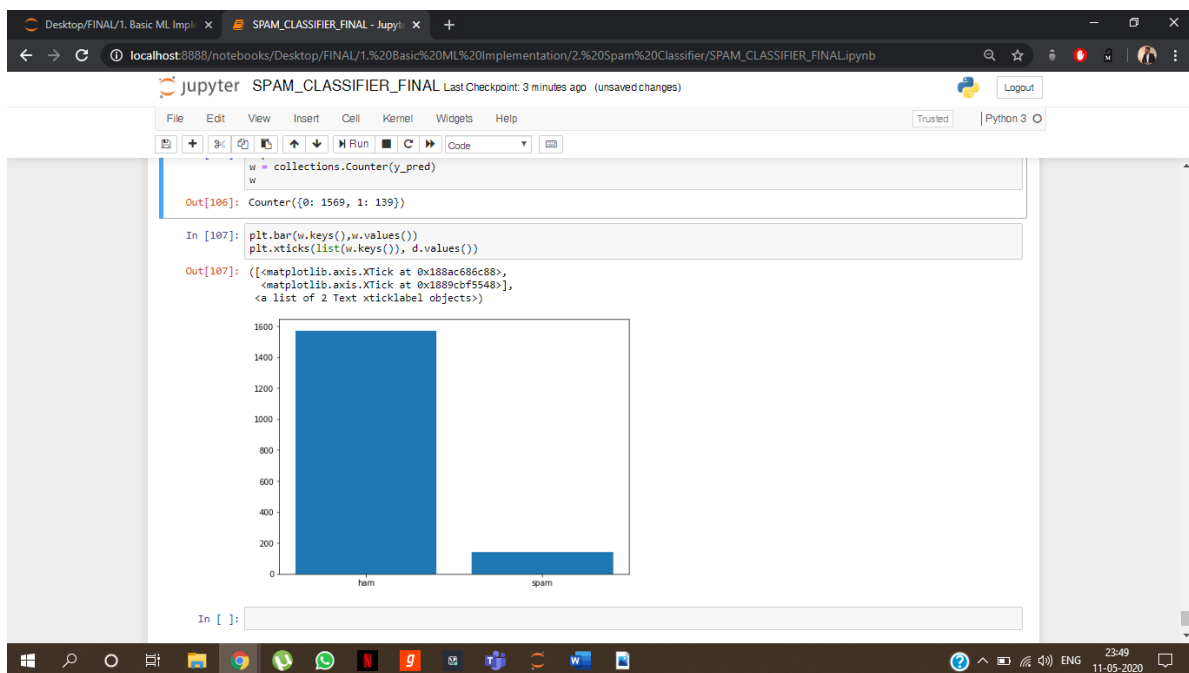 Desktop/FINAL/1. Basic ML Imple
SPAM_CLASSIFIER_FINAL - Jupyt
localhost:8888/notebooks/Desktop/FINAL/1.%20Basic%20ML%20Implementation/2.%20Spam%20Classifier/SPAM_CLASSIFIER_FINAL.ipynb
jupyter SPAM_CLASSIFIER_FINAL Last Checkpoint: 3 minutes ago (unsaved changes)
Logout
File Edit View Insert Cell Kernel Widgets Help
Trusted Python 3
Run Code
w = collections.Counter(y_pred)
w
Out[106]: Counter({0: 1569, 1: 139})
In [107]: plt.bar(w.keys(),w.values())
plt.xticks(list(w.keys()), d.values())
Out[107]: ([<matplotlib.axis.XTick at 0x188ac686c88>,
<matplotlib.axis.XTick at 0x1889cbf5548>],
<a list of 2 Text xticklabel objects>)
1600
1400
1200
1000
800
600
400
200
0
ham spam
In [ ]:
ENG
23:49
11-05-2020